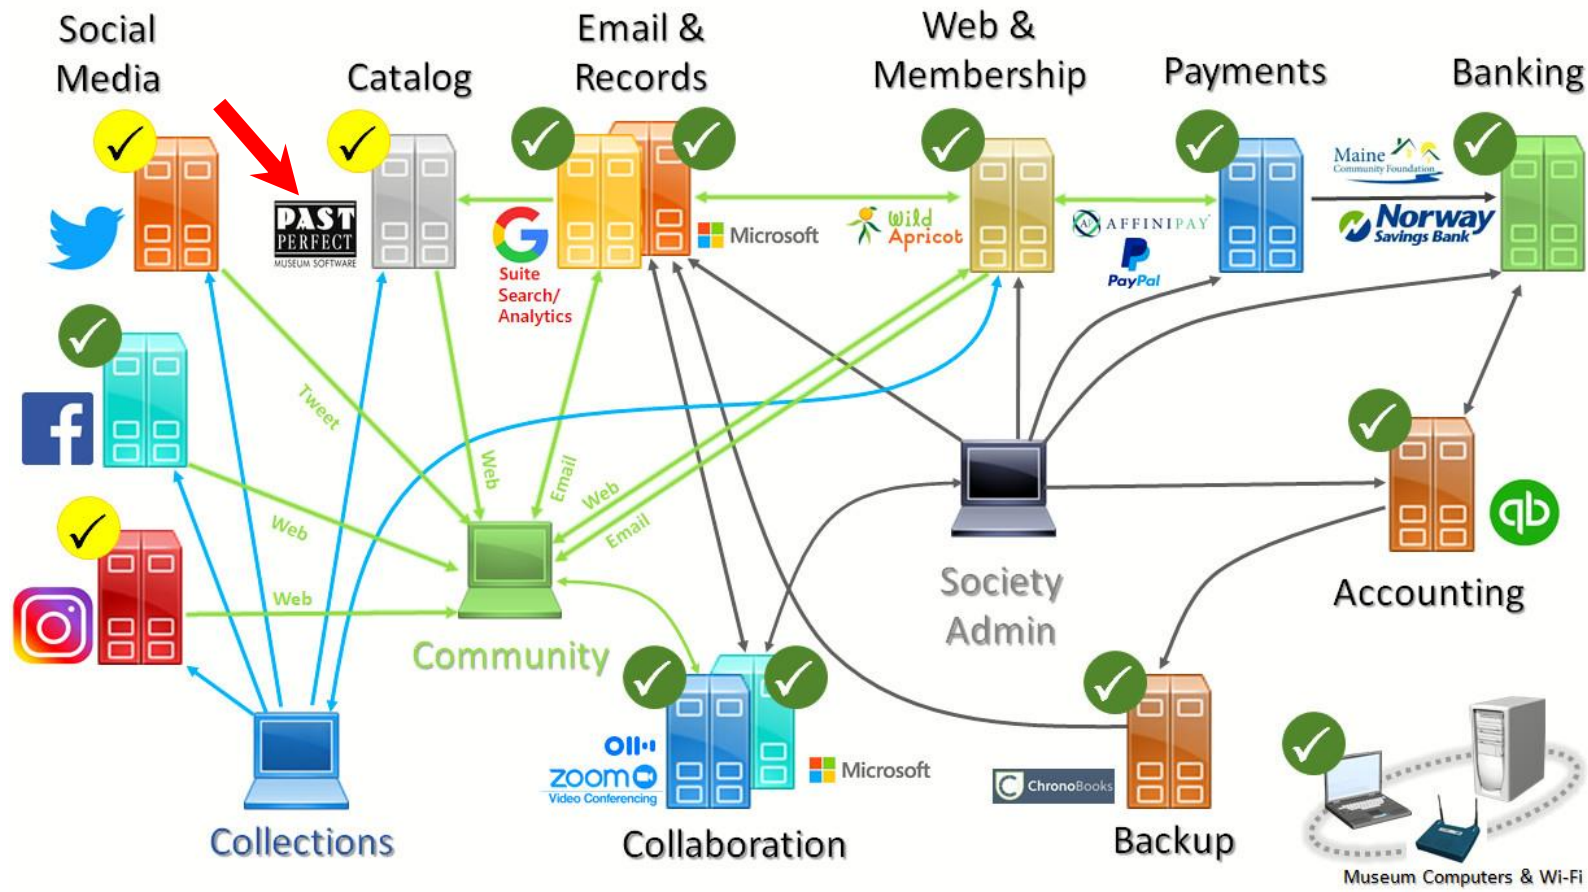 Social
Media
Catalog
Email &
Records
Web &
Membership
Payments
Banking
PAST
PERFECT
MUSEUM SOFTWARE
G
Suite
Search/
Analytics
Microsoft
Wild
Apricot
AFFINIPAY
PayPal
Maine
Community Foundation
Norway
Savings Bank
Tweet
Web
Email
Web
Email
Web
Web
Community
Society
Admin
qb
Accounting
Collections
zoom
Video Conferencing
Microsoft
Collaboration
C ChronoBooks
Backup
Museum Computers & Wi-Fi